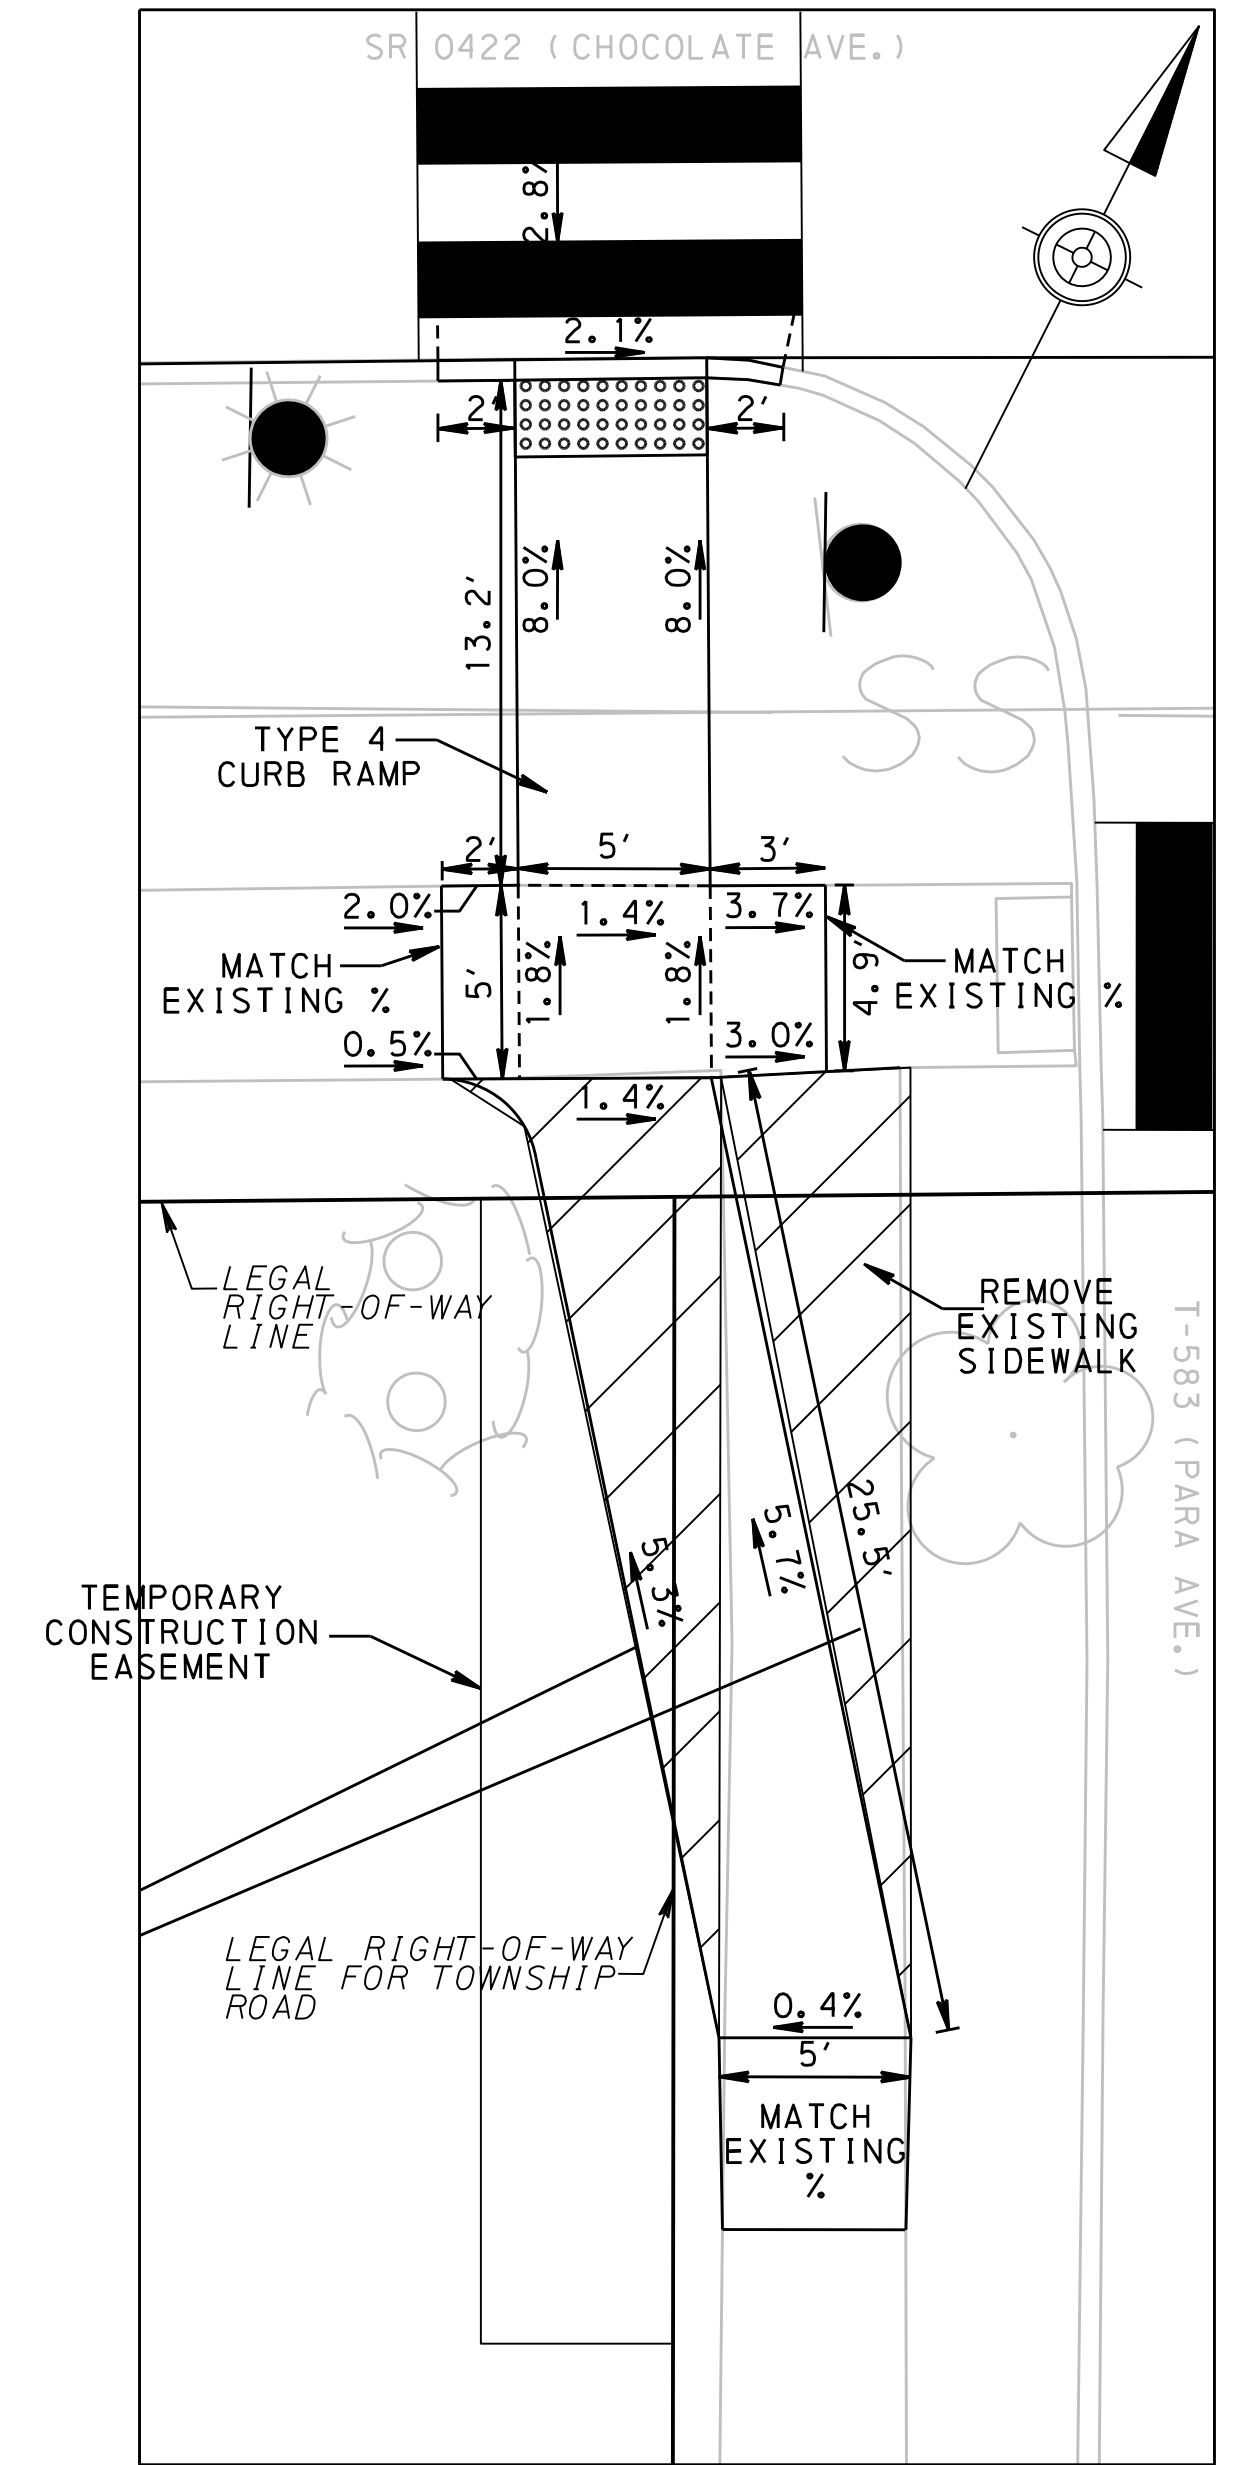 SR 0422 (CHOCOLATE AVE.)
2.8%
2.1%
2'
2'
8.0%
8.0%
13.2'
SS
TYPE 4
CURB RAMP
2'
5'
3'
2.0%
1.4%
3.7%
MATCH
EXISTING %
5'
1.8%
1.8%
4.9'
MATCH
EXISTING %
0.5%
3.0%
1.4%
LEGAL
RIGHT-OF-WAY
LINE
REMOVE
EXISTING
SIDEWALK
T-583 (PARA AVE.)
5.3%
5.7%
25.5'
TEMPORARY
CONSTRUCTION
EASEMENT
LEGAL RIGHT-OF-WAY
LINE FOR TOWNSHIP
ROAD
0.4%
5'
MATCH
EXISTING
%